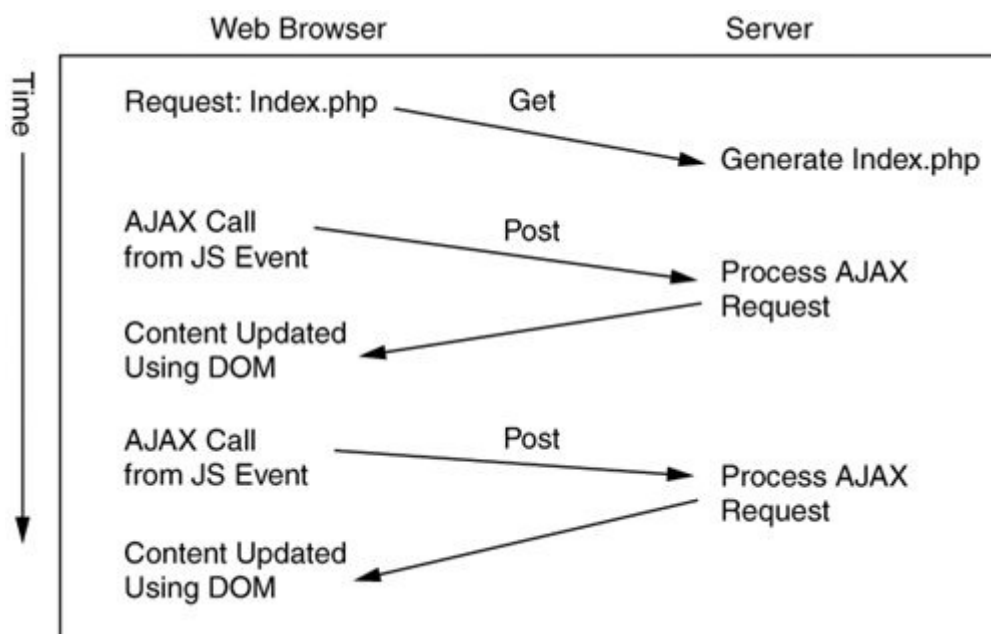 Web Browser
Server
Time
Request: Index.php
Get
Generate Index.php
AJAX Call
from JS Event
Post
Process AJAX
Request
Content Updated
Using DOM
AJAX Call
from JS Event
Post
Process AJAX
Request
Content Updated
Using DOM